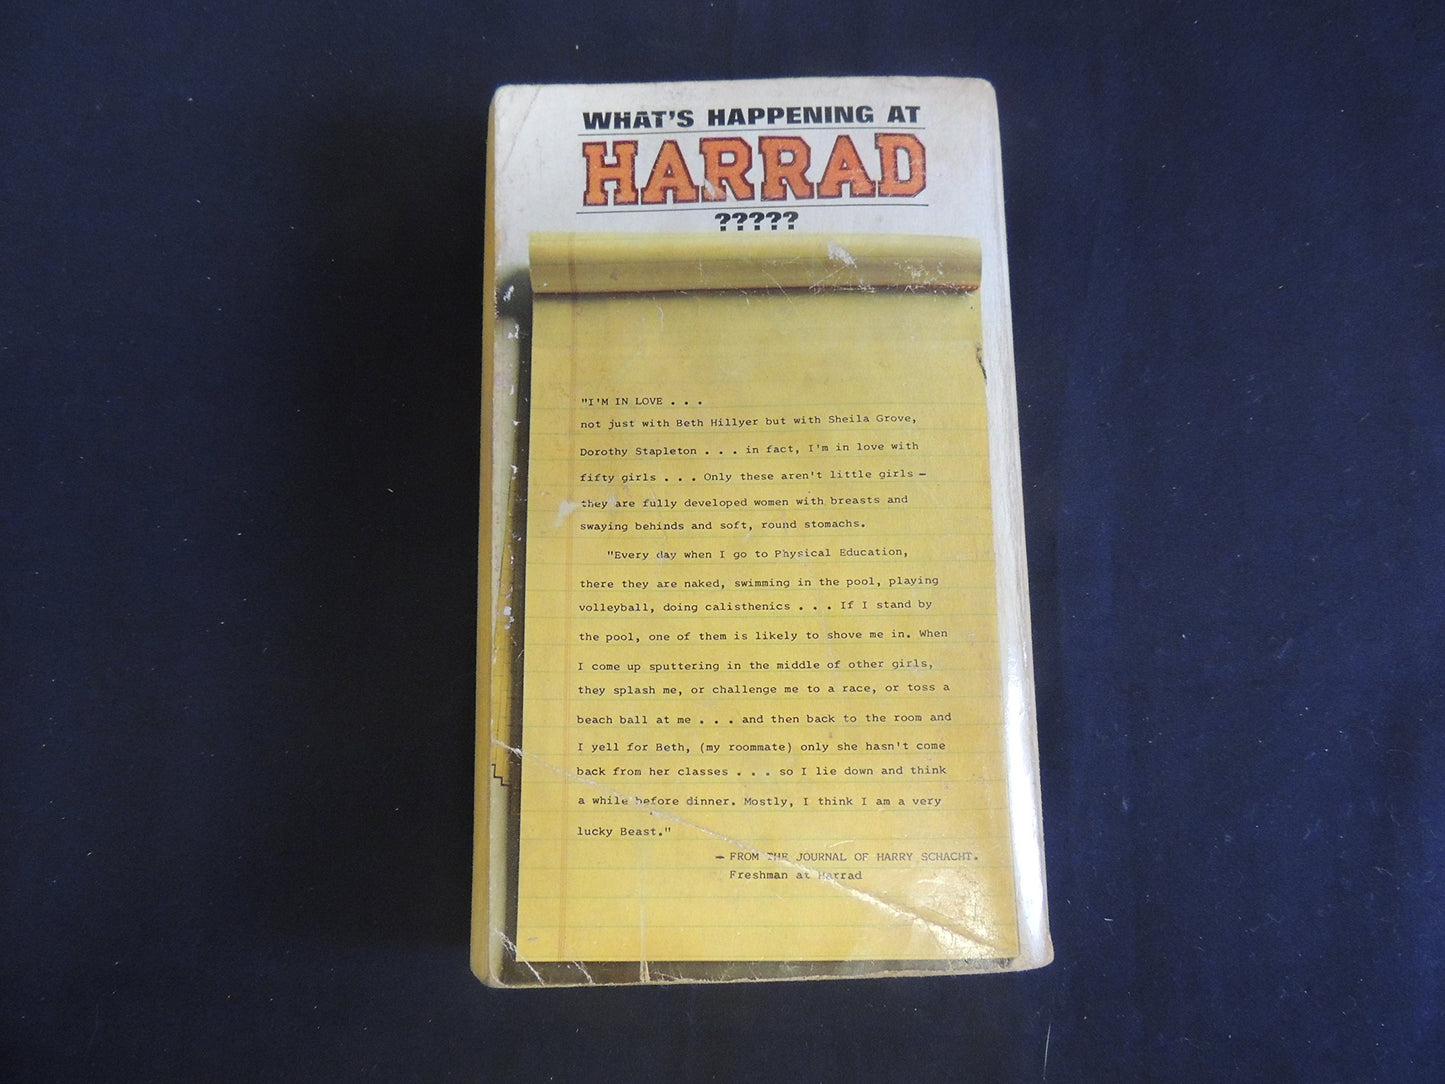 WHAT'S HAPPENING AT
HARRAD
?????
"I'M IN LOVE . . .
not just with Beth Hillyer but with Sheila Grove,
Dorothy Stapleton . . . in fact, I'm in love with
fifty girls . . . Only these aren't little girls —
they are fully developed women with breasts and
swaying behinds and soft, round stomachs.
"Every day when I go to Physical Education,
there they are naked, swimming in the pool, playing
volleyball, doing calisthenics . . . If I stand by
the pool, one of them is likely to shove me in. When
I come up sputtering in the middle of other girls,
they splash me, or challenge me to a race, or toss a
beach ball at me . . . and then back to the room and
I yell for Beth, (my roommate) only she hasn't come
back from her classes . . . so I lie down and think
a while before dinner. Mostly, I think I am a very
lucky Beast."
— FROM THE JOURNAL OF HARRY SCHACHT.
Freshman at Harrad